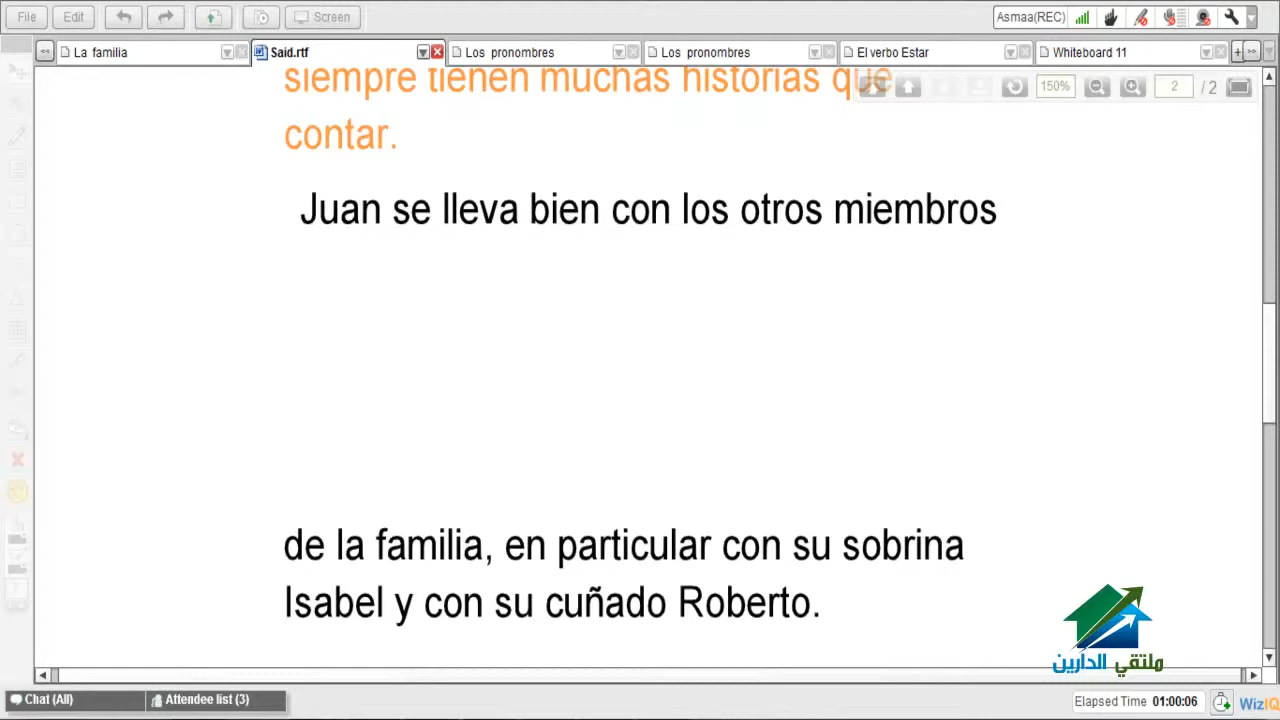 File Edit Screen Asmaa(REC)
<< La familia Said.rtf Los pronombres Los pronombres El verbo Estar Whiteboard 11 + >>
siempre tienen muchas historias que
150% 2 / 2
contar.
Juan se lleva bien con los otros miembros
de la familia, en particular con su sobrina
Isabel y con su cuñado Roberto.
ملتقي الدارين
Chat (All) Attendee list (3) Elapsed Time 01:00:06 WizIQ